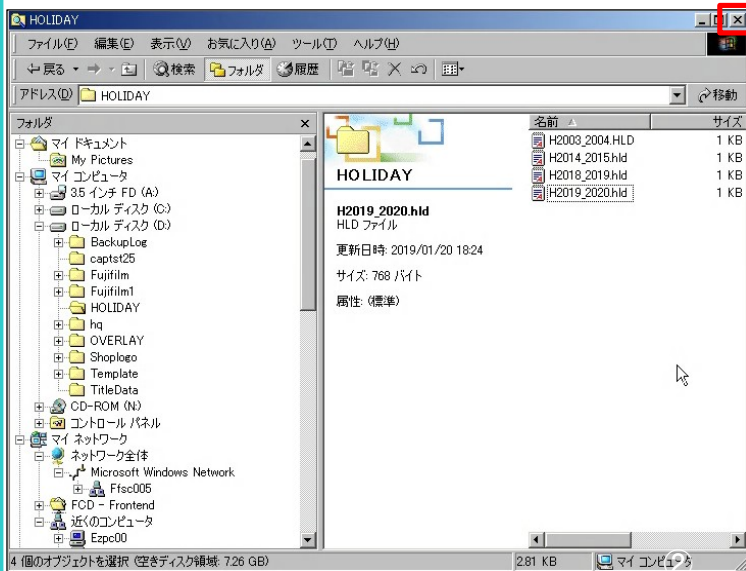 HOLIDAY
ファイル(F) 編集(E) 表示(V) お気に入り(A) ツール(T) ヘルプ(H)
戻る 検索 フォルダ 履歴
アドレス(D) HOLIDAY 移動
フォルダ
マイ ドキュメント
My Pictures
マイ コンピュータ
3.5 インチ FD (A:)
ローカル ディスク (C:)
ローカル ディスク (D:)
BackupLog
captst25
Fujifilm
Fujifilm1
HOLIDAY
hq
OVERLAY
Shoplogo
Template
TitleData
CD-ROM (N:)
コントロール パネル
マイ ネットワーク
ネットワーク全体
Microsoft Windows Network
Ffsc005
FCD - Frontend
近くのコンピュータ
Ezpc00
HOLIDAY
H2019_2020.hld
HLD ファイル
更新日時: 2019/01/20 18:24
サイズ: 768 バイト
属性: (標準)
名前 サイズ
H2003_2004.HLD 1 KB
H2014_2015.hld 1 KB
H2018_2019.hld 1 KB
H2019_2020.hld 1 KB
4 個のオブジェクトを選択 (空きディスク領域: 7.26 GB) 2.81 KB マイ コンピュータ